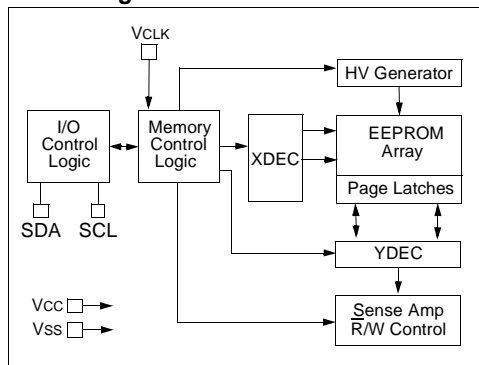 VCLK
HV Generator
I/O
Control
Logic
Memory
Control
Logic
XDEC
EEPROM
Array
Page Latches
SDA
SCL
YDEC
VCC
VSS
Sense Amp
R̅/W Control